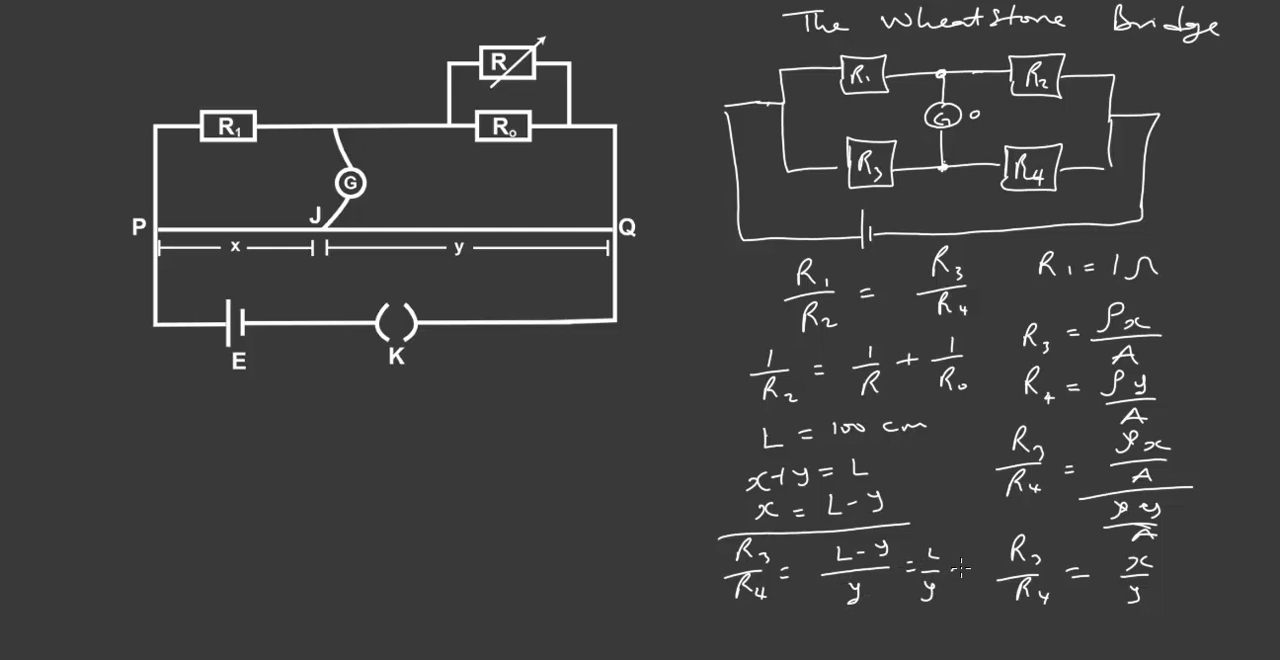 The Wheatstone Bridge
R
R₁
R₀
G
P
J
Q
x
y
E
K
R₁
R₂
G 0
R₃
R₄
R₁/R₂ = R₃/R₄
R₁ = 1Ω
1/R₂ = 1/R + 1/R₀
R₃ = ρx/A
R₄ = ρy/A
L = 100 cm
x+y = L
x = L-y
R₃/R₄ = (ρx/A)/(ρy/A)
R₃/R₄ = L-y/y = L/y -
R₃/R₄ = x/y